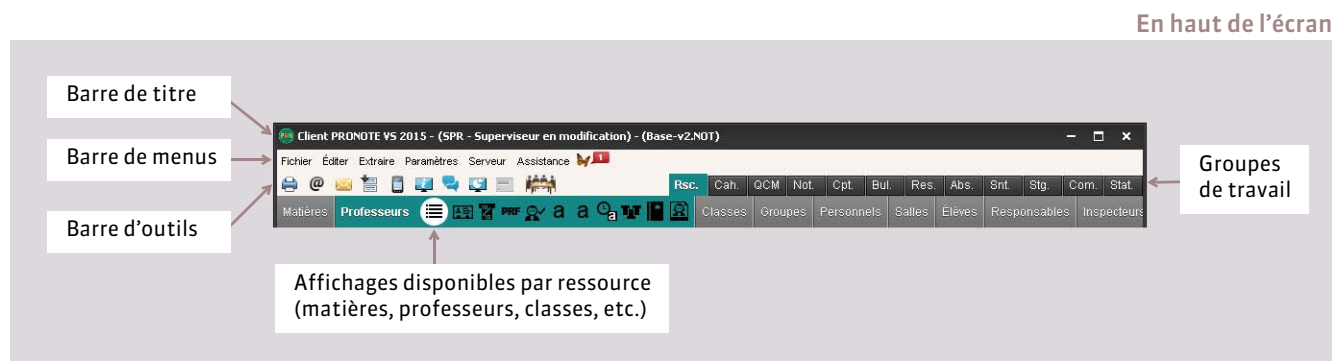 En haut de l'écran
Barre de titre
Client PRONOTE VS 2015 - (SPR - Superviseur en modification) - (Base-v2.NOT)
Barre de menus
Fichier Éditer Extraire Paramètres Serveur Assistance 1
Groupes
de travail
@ Rsc. Cah. QCM Not. Cpt. Bul. Res. Abs. Snt. Stg. Com. Stat.
Matières Professeurs PRF a a a Classes Groupes Personnels Salles Élèves Responsables Inspecteurs
Barre d'outils
Affichages disponibles par ressource
(matières, professeurs, classes, etc.)